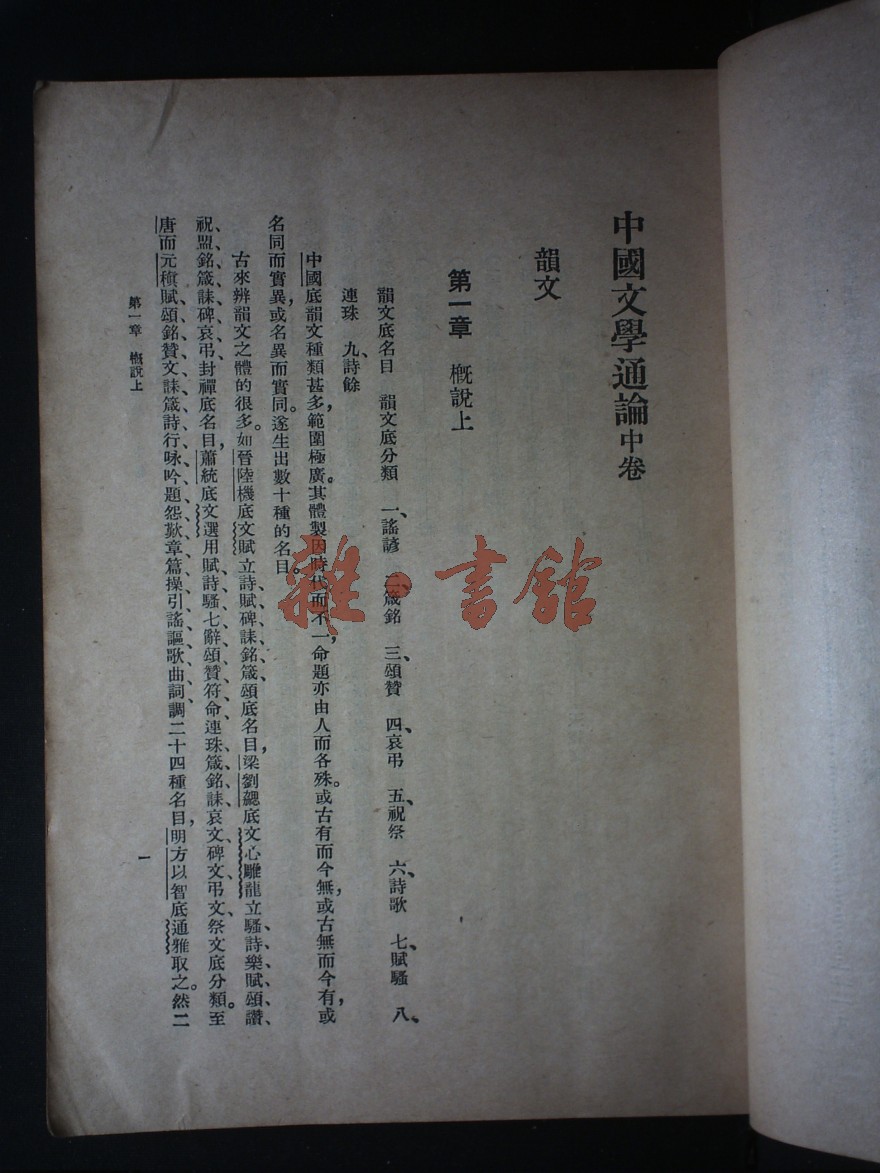 中國文學通論中卷
韻文
第一章 概說上
韻文底名目 韻文底分類 一、謠諺 二、箴銘 三、頌贊 四、哀弔 五、祝祭 六、詩歌 七、賦騷 八、
連珠 九、詩餘
中國底韻文種類甚多,範圍極廣。其體製因時代而不一,命題亦由人而各殊。或古有而今無,或古無而今有,或
名同而實異,或名異而實同。遂生出數十種的名目。
古來辨韻文之體的很多。如晉陸機底文賦立詩、賦、碑、誄、銘、箴、頌底名目,梁劉勰底文心雕龍立騷、詩、樂、賦、頌、讚、
祝、盟、銘、箴、誄、碑、哀、弔、封禪底名目,蕭統底文選用賦、詩、騷、七、辭、頌、贊、符命、連珠、箴、銘、誄、哀文、碑文、弔文、祭文底分類。至
唐而元稹賦、頌、銘、贊、文、誄、箴、詩、行、咏、吟、題、怨、歎、章、篇、操、引、謠、謳、歌、曲、詞、調二十四種名目,明方以智底通雅取之。然二
第一章 概說上
一
雜·書館